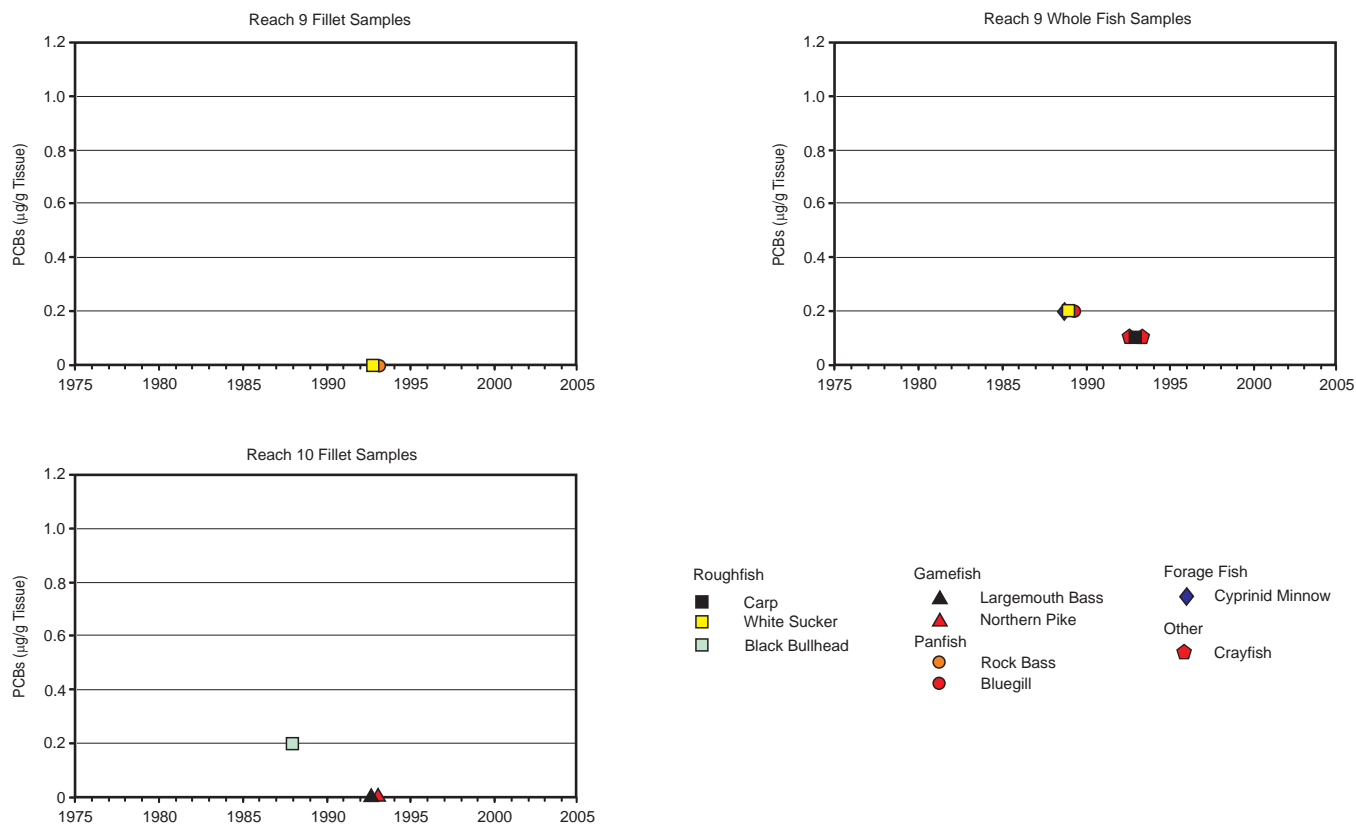 Reach 9 Fillet Samples
1.2
1.0
0.8
0.6
0.4
0.2
0
PCBs (µg/g Tissue)
1975 1980 1985 1990 1995 2000 2005
Reach 9 Whole Fish Samples
1.2
1.0
0.8
0.6
0.4
0.2
0
PCBs (µg/g Tissue)
1975 1980 1985 1990 1995 2000 2005
Reach 10 Fillet Samples
1.2
1.0
0.8
0.6
0.4
0.2
0
PCBs (µg/g Tissue)
1975 1980 1985 1990 1995 2000 2005
Roughfish
Carp
White Sucker
Black Bullhead
Gamefish
Largemouth Bass
Northern Pike
Panfish
Rock Bass
Bluegill
Forage Fish
Cyprinid Minnow
Other
Crayfish